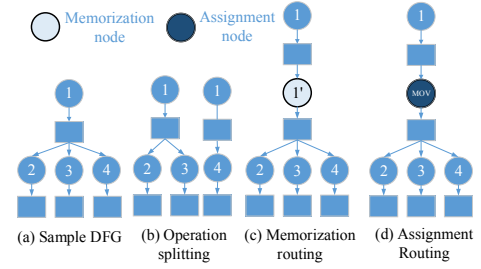 Memorization
node
Assignment
node
1
1
1
1
1
1'
MOV
2
3
4
2
3
4
2
3
4
2
3
4
(a) Sample DFG
(b) Operation
splitting
(c) Memorization
routing
(d) Assignment
Routing